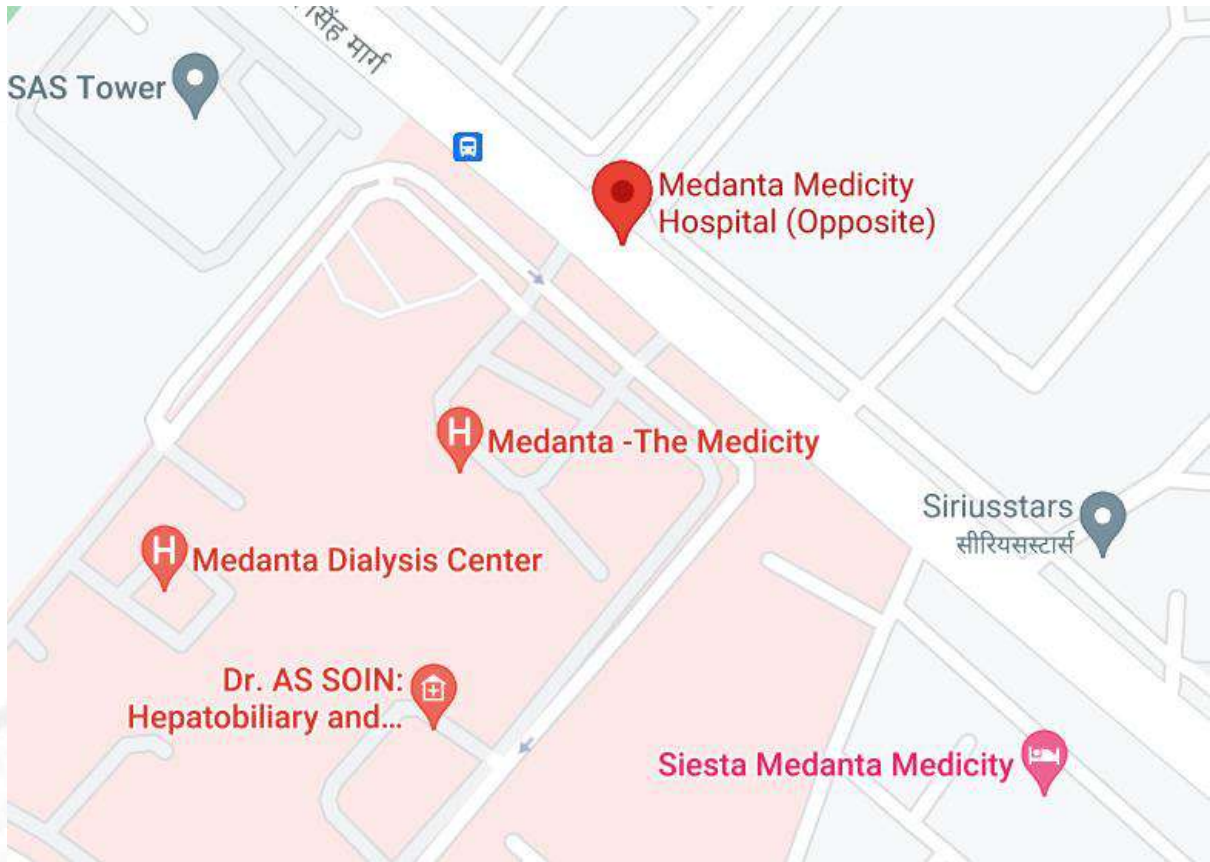 सिंह मार्ग
SAS Tower
Medanta Medicity
Hospital (Opposite)
H
Medanta -The Medicity
Siriusstars
सीरियसस्टार्स
H
Medanta Dialysis Center
Dr. AS SOIN:
Hepatobiliary and...
Siesta Medanta Medicity